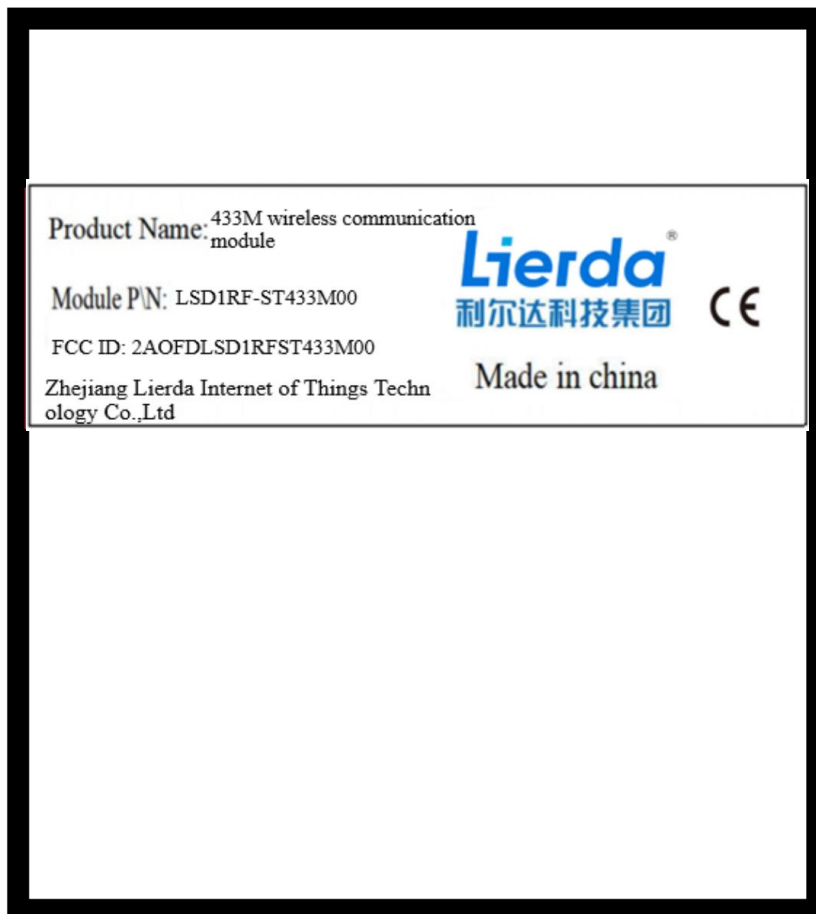 Product Name: 433M wireless communication
module
Lierda®
利尔达科技集团
Module P\N: LSD1RF-ST433M00
CE
FCC ID: 2AOFDLSD1RFST433M00
Made in china
Zhejiang Lierda Internet of Things Techn
ology Co.,Ltd